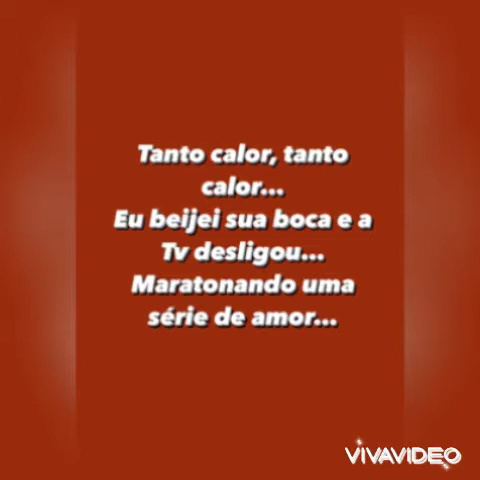 Tanto calor, tanto
calor...
Eu beijei sua boca e a
Tv desligou...
Maratonando uma
série de amor...
VIVAVIDEO